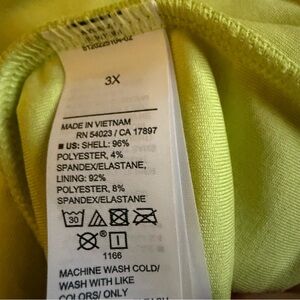 3X
MADE IN VIETNAM
RN 54023 / CA 17897
■ US: SHELL: 96%
POLYESTER, 4%
SPANDEX/ELASTANE,
LINING: 92%
POLYESTER, 8%
SPANDEX/ELASTANE
30
1166
MACHINE WASH COLD/
WASH WITH LIKE
COLORS/ ONLY